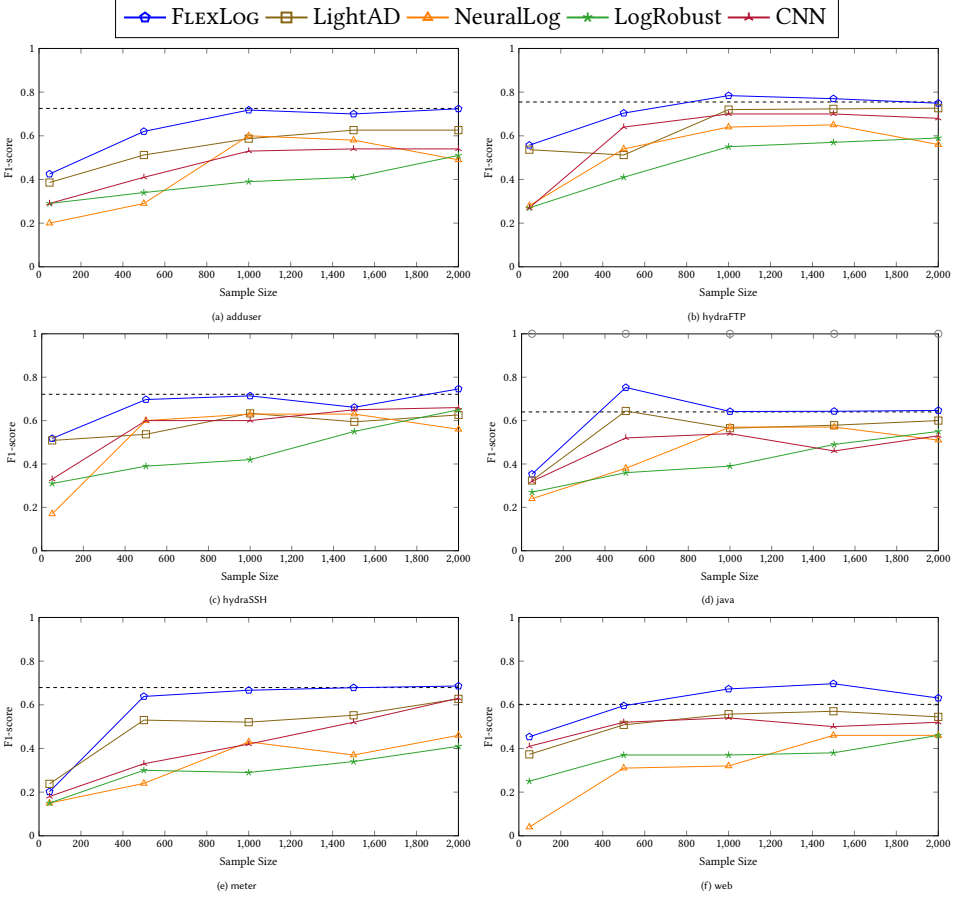 FLEXLOG LightAD NeuralLog LogRobust CNN
1
0.8
0.6
0.4
0.2
0
F1-score
0 200 400 600 800 1,000 1,200 1,400 1,600 1,800 2,000
Sample Size
(a) adduser
1
0.8
0.6
0.4
0.2
0
F1-score
0 200 400 600 800 1,000 1,200 1,400 1,600 1,800 2,000
Sample Size
(b) hydraFTP
1
0.8
0.6
0.4
0.2
0
F1-score
0 200 400 600 800 1,000 1,200 1,400 1,600 1,800 2,000
Sample Size
(c) hydraSSH
1
0.8
0.6
0.4
0.2
0
F1-score
0 200 400 600 800 1,000 1,200 1,400 1,600 1,800 2,000
Sample Size
(d) java
1
0.8
0.6
0.4
0.2
0
F1-score
0 200 400 600 800 1,000 1,200 1,400 1,600 1,800 2,000
Sample Size
(e) meter
1
0.8
0.6
0.4
0.2
0
F1-score
0 200 400 600 800 1,000 1,200 1,400 1,600 1,800 2,000
Sample Size
(f) web